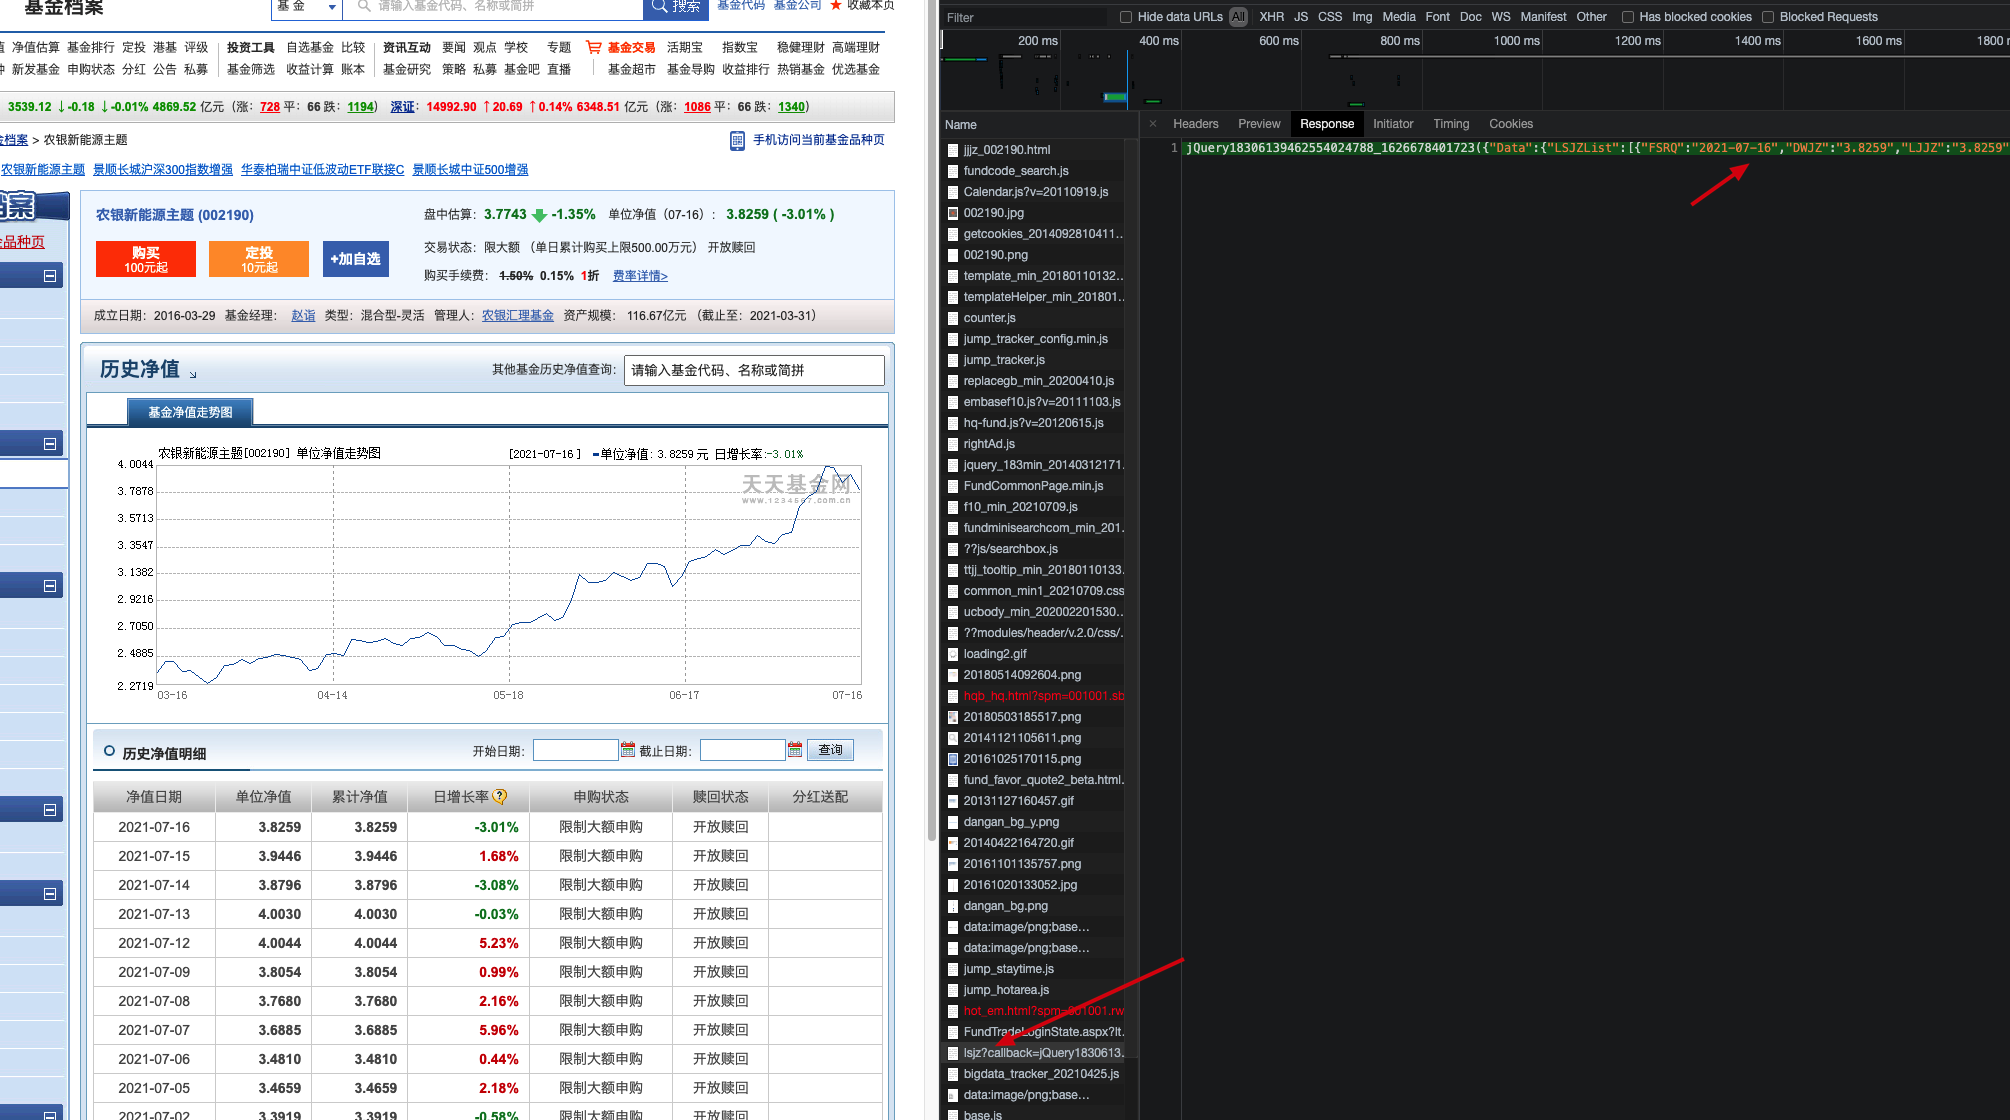 基金档案
基 金
请输入基金代码、名称或简拼
搜索
基金代码 基金公司 ★ 收藏本页
净值估算 基金排行 定投 港基 评级
投资工具 自选基金 比较
资讯互动 要闻 观点 学校 专题
基金交易 活期宝 指数宝 稳健理财 高端理财
新发基金 申购状态 分红 公告 私募
基金筛选 收益计算 账本
基金研究 策略 私募 基金吧 直播
基金超市 基金导购 收益排行 热销基金 优选基金
3539.12 ↓-0.18 ↓-0.01% 4869.52 亿元（涨：728 平：66 跌：1194） 深证：14992.90 ↑20.69 ↑0.14% 6348.51 亿元（涨：1086 平：66 跌：1340）
金档案 > 农银新能源主题
手机访问当前基金品种页
农银新能源主题 景顺长城沪深300指数增强 华泰柏瑞中证低波动ETF联接C 景顺长城中证500增强
档案
金品种页
农银新能源主题 (002190)
盘中估算：3.7743 -1.35% 单位净值（07-16）：3.8259 ( -3.01% )
购买
100元起
定投
10元起
+加自选
交易状态：限大额 （单日累计购买上限500.00万元） 开放赎回
购买手续费：1.50% 0.15% 1折 费率详情>
成立日期：2016-03-29 基金经理：赵诣 类型：混合型-灵活 管理人：农银汇理基金 资产规模：116.67亿元 （截止至：2021-03-31）
历史净值
其他基金历史净值查询：
请输入基金代码、名称或简拼
基金净值走势图
农银新能源主题[002190] 单位净值走势图
[2021-07-16 ] 单位净值: 3.8259 元 日增长率:-3.01%
天天基金网
www.1234567.com.cn
4.0044
3.7878
3.5713
3.3547
3.1382
2.9216
2.7050
2.4885
2.2719
03-16 04-14 05-18 06-17 07-16
历史净值明细
开始日期：
截止日期：
查询
净值日期 单位净值 累计净值 日增长率 申购状态 赎回状态 分红送配
2021-07-16 3.8259 3.8259 -3.01% 限制大额申购 开放赎回
2021-07-15 3.9446 3.9446 1.68% 限制大额申购 开放赎回
2021-07-14 3.8796 3.8796 -3.08% 限制大额申购 开放赎回
2021-07-13 4.0030 4.0030 -0.03% 限制大额申购 开放赎回
2021-07-12 4.0044 4.0044 5.23% 限制大额申购 开放赎回
2021-07-09 3.8054 3.8054 0.99% 限制大额申购 开放赎回
2021-07-08 3.7680 3.7680 2.16% 限制大额申购 开放赎回
2021-07-07 3.6885 3.6885 5.96% 限制大额申购 开放赎回
2021-07-06 3.4810 3.4810 0.44% 限制大额申购 开放赎回
2021-07-05 3.4659 3.4659 2.18% 限制大额申购 开放赎回
2021-07-02 3.3919 3.3919 -0.58% 限制大额申购 开放赎回
Filter
Hide data URLs All XHR JS CSS Img Media Font Doc WS Manifest Other Has blocked cookies Blocked Requests
200 ms 400 ms 600 ms 800 ms 1000 ms 1200 ms 1400 ms 1600 ms 1800 m
Name
× Headers Preview Response Initiator Timing Cookies
1 jQuery18306139462554024788_1626678401723({"Data":{"LSJZList":[{"FSRQ":"2021-07-16","DWJZ":"3.8259","LJJZ":"3.8259"
jjjz_002190.html
fundcode_search.js
Calendar.js?v=20110919.js
002190.jpg
getcookies_2014092810411...
002190.png
template_min_20180110132...
templateHelper_min_201801...
counter.js
jump_tracker_config.min.js
jump_tracker.js
replacegb_min_20200410.js
embasef10.js?v=20111103.js
hq-fund.js?v=20120615.js
rightAd.js
jquery_183min_20140312171...
FundCommonPage.min.js
f10_min_20210709.js
fundminisearchcom_min_201...
??js/searchbox.js
ttjj_tooltip_min_20180110133...
common_min1_20210709.css
ucbody_min_202002201530...
??modules/header/v.2.0/css/...
loading2.gif
20180514092604.png
hqb_hq.html?spm=001001.sb
20180503185517.png
20141121105611.png
20161025170115.png
fund_favor_quote2_beta.html...
20131127160457.gif
dangan_bg_y.png
20140422164720.gif
20161101135757.png
20161020133052.jpg
dangan_bg.png
data:image/png;base...
data:image/png;base...
jump_staytime.js
jump_hotarea.js
hot_em.html?spm=001001.rw
FundTradeLoginState.aspx?lt...
lsjz?callback=jQuery1830613...
bigdata_tracker_20210425.js
data:image/png;base...
base.js